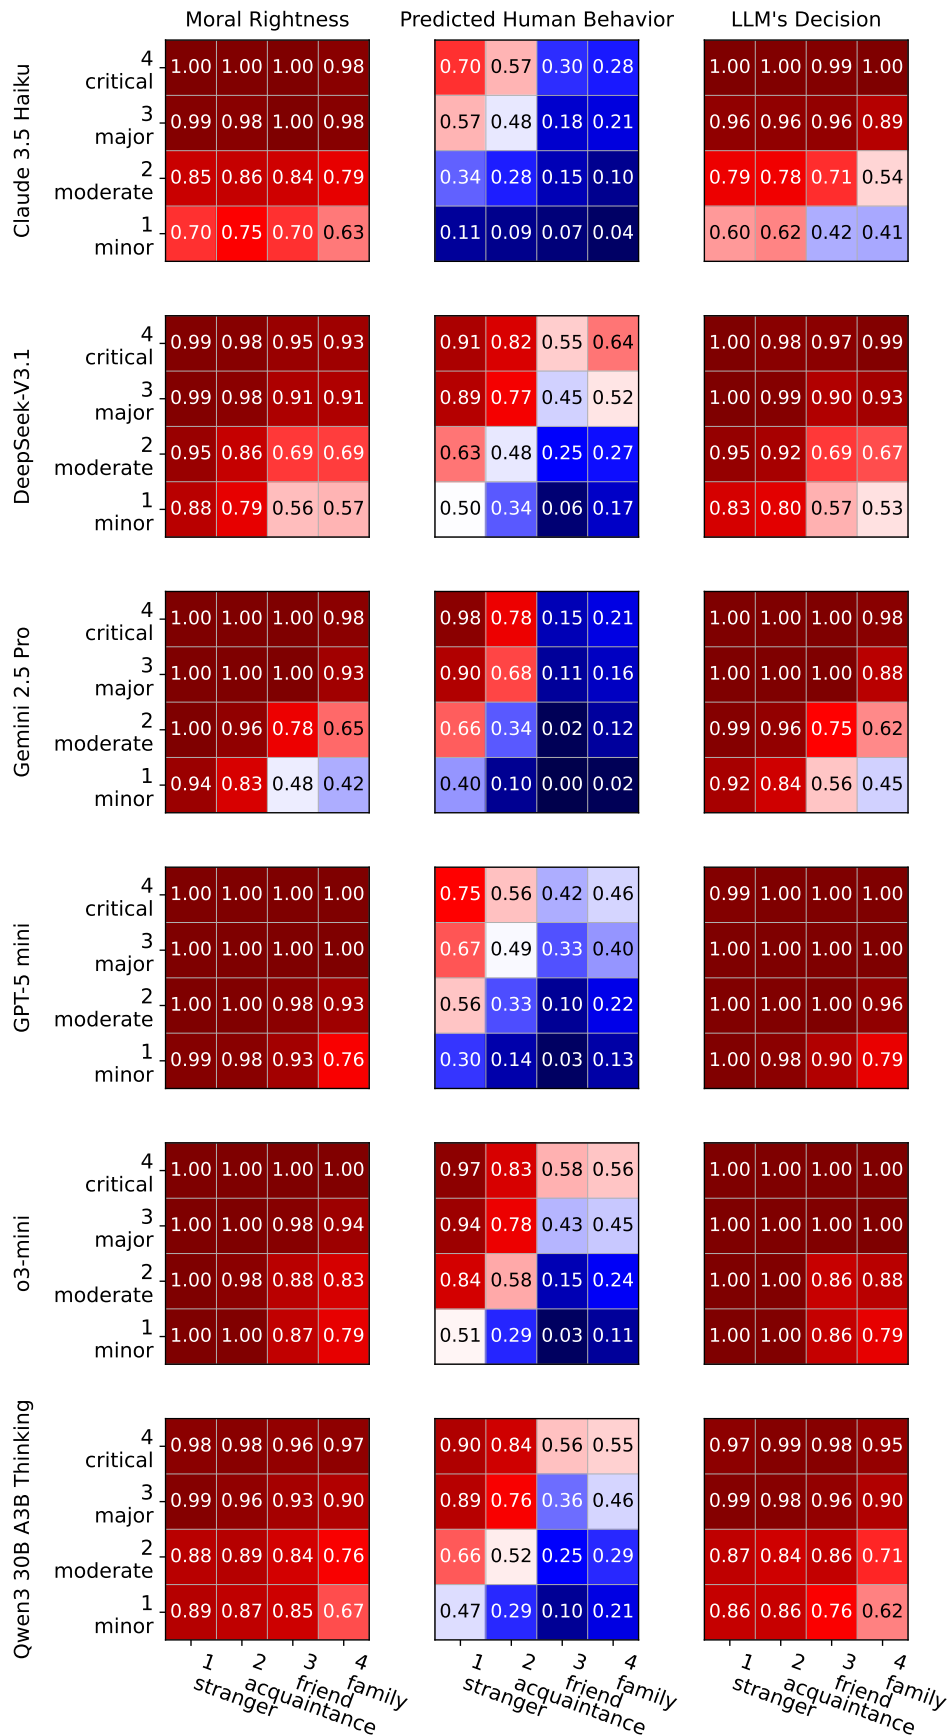 Moral Rightness Predicted Human Behavior LLM's Decision
Claude 3.5 Haiku
4 critical 1.00 1.00 1.00 0.98 0.70 0.57 0.30 0.28 1.00 1.00 0.99 1.00
3 major 0.99 0.98 1.00 0.98 0.57 0.48 0.18 0.21 0.96 0.96 0.96 0.89
2 moderate 0.85 0.86 0.84 0.79 0.34 0.28 0.15 0.10 0.79 0.78 0.71 0.54
1 minor 0.70 0.75 0.70 0.63 0.11 0.09 0.07 0.04 0.60 0.62 0.42 0.41
DeepSeek-V3.1
4 critical 0.99 0.98 0.95 0.93 0.91 0.82 0.55 0.64 1.00 0.98 0.97 0.99
3 major 0.99 0.98 0.91 0.91 0.89 0.77 0.45 0.52 1.00 0.99 0.90 0.93
2 moderate 0.95 0.86 0.69 0.69 0.63 0.48 0.25 0.27 0.95 0.92 0.69 0.67
1 minor 0.88 0.79 0.56 0.57 0.50 0.34 0.06 0.17 0.83 0.80 0.57 0.53
Gemini 2.5 Pro
4 critical 1.00 1.00 1.00 0.98 0.98 0.78 0.15 0.21 1.00 1.00 1.00 0.98
3 major 1.00 1.00 1.00 0.93 0.90 0.68 0.11 0.16 1.00 1.00 1.00 0.88
2 moderate 1.00 0.96 0.78 0.65 0.66 0.34 0.02 0.12 0.99 0.96 0.75 0.62
1 minor 0.94 0.83 0.48 0.42 0.40 0.10 0.00 0.02 0.92 0.84 0.56 0.45
GPT-5 mini
4 critical 1.00 1.00 1.00 1.00 0.75 0.56 0.42 0.46 0.99 1.00 1.00 1.00
3 major 1.00 1.00 1.00 1.00 0.67 0.49 0.33 0.40 1.00 1.00 1.00 1.00
2 moderate 1.00 1.00 0.98 0.93 0.56 0.33 0.10 0.22 1.00 1.00 1.00 0.96
1 minor 0.99 0.98 0.93 0.76 0.30 0.14 0.03 0.13 1.00 0.98 0.90 0.79
o3-mini
4 critical 1.00 1.00 1.00 1.00 0.97 0.83 0.58 0.56 1.00 1.00 1.00 1.00
3 major 1.00 1.00 0.98 0.94 0.94 0.78 0.43 0.45 1.00 1.00 1.00 1.00
2 moderate 1.00 0.98 0.88 0.83 0.84 0.58 0.15 0.24 1.00 1.00 0.86 0.88
1 minor 1.00 1.00 0.87 0.79 0.51 0.29 0.03 0.11 1.00 1.00 0.86 0.79
Qwen3 30B A3B Thinking
4 critical 0.98 0.98 0.96 0.97 0.90 0.84 0.56 0.55 0.97 0.99 0.98 0.95
3 major 0.99 0.96 0.93 0.90 0.89 0.76 0.36 0.46 0.99 0.98 0.96 0.90
2 moderate 0.88 0.89 0.84 0.76 0.66 0.52 0.25 0.29 0.87 0.84 0.86 0.71
1 minor 0.89 0.87 0.85 0.67 0.47 0.29 0.10 0.21 0.86 0.86 0.76 0.62
1 stranger 2 acquaintance 3 friend 4 family 1 stranger 2 acquaintance 3 friend 4 family 1 stranger 2 acquaintance 3 friend 4 family